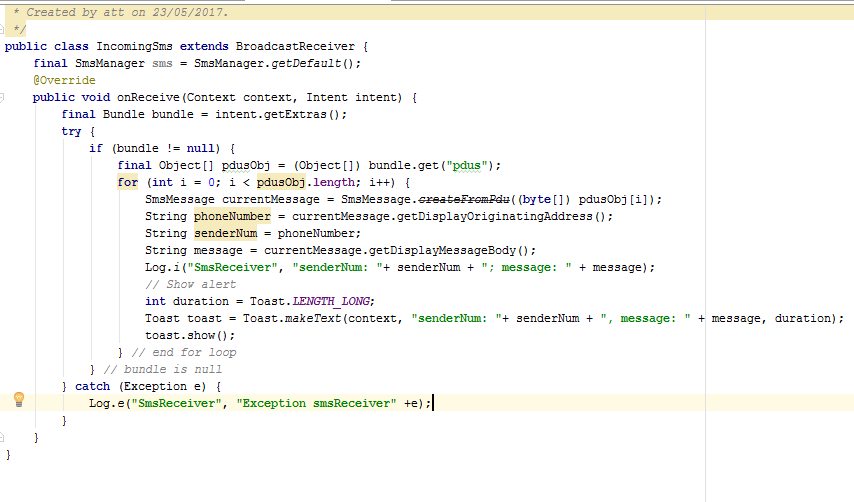 * Created by att on 23/05/2017.
*/
public class IncomingSms extends BroadcastReceiver {
final SmsManager sms = SmsManager.getDefault();
@Override
public void onReceive(Context context, Intent intent) {
final Bundle bundle = intent.getExtras();
try {
if (bundle != null) {
final Object[] pdusObj = (Object[]) bundle.get("pdus");
for (int i = 0; i < pdusObj.length; i++) {
SmsMessage currentMessage = SmsMessage.createFromPdu((byte[]) pdusObj[i]);
String phoneNumber = currentMessage.getDisplayOriginatingAddress();
String senderNum = phoneNumber;
String message = currentMessage.getDisplayMessageBody();
Log.i("SmsReceiver", "senderNum: "+ senderNum + "; message: " + message);
// Show alert
int duration = Toast.LENGTH_LONG;
Toast toast = Toast.makeText(context, "senderNum: "+ senderNum + ", message: " + message, duration);
toast.show();
} // end for loop
} // bundle is null
} catch (Exception e) {
Log.e("SmsReceiver", "Exception smsReceiver" +e);
}
}
}